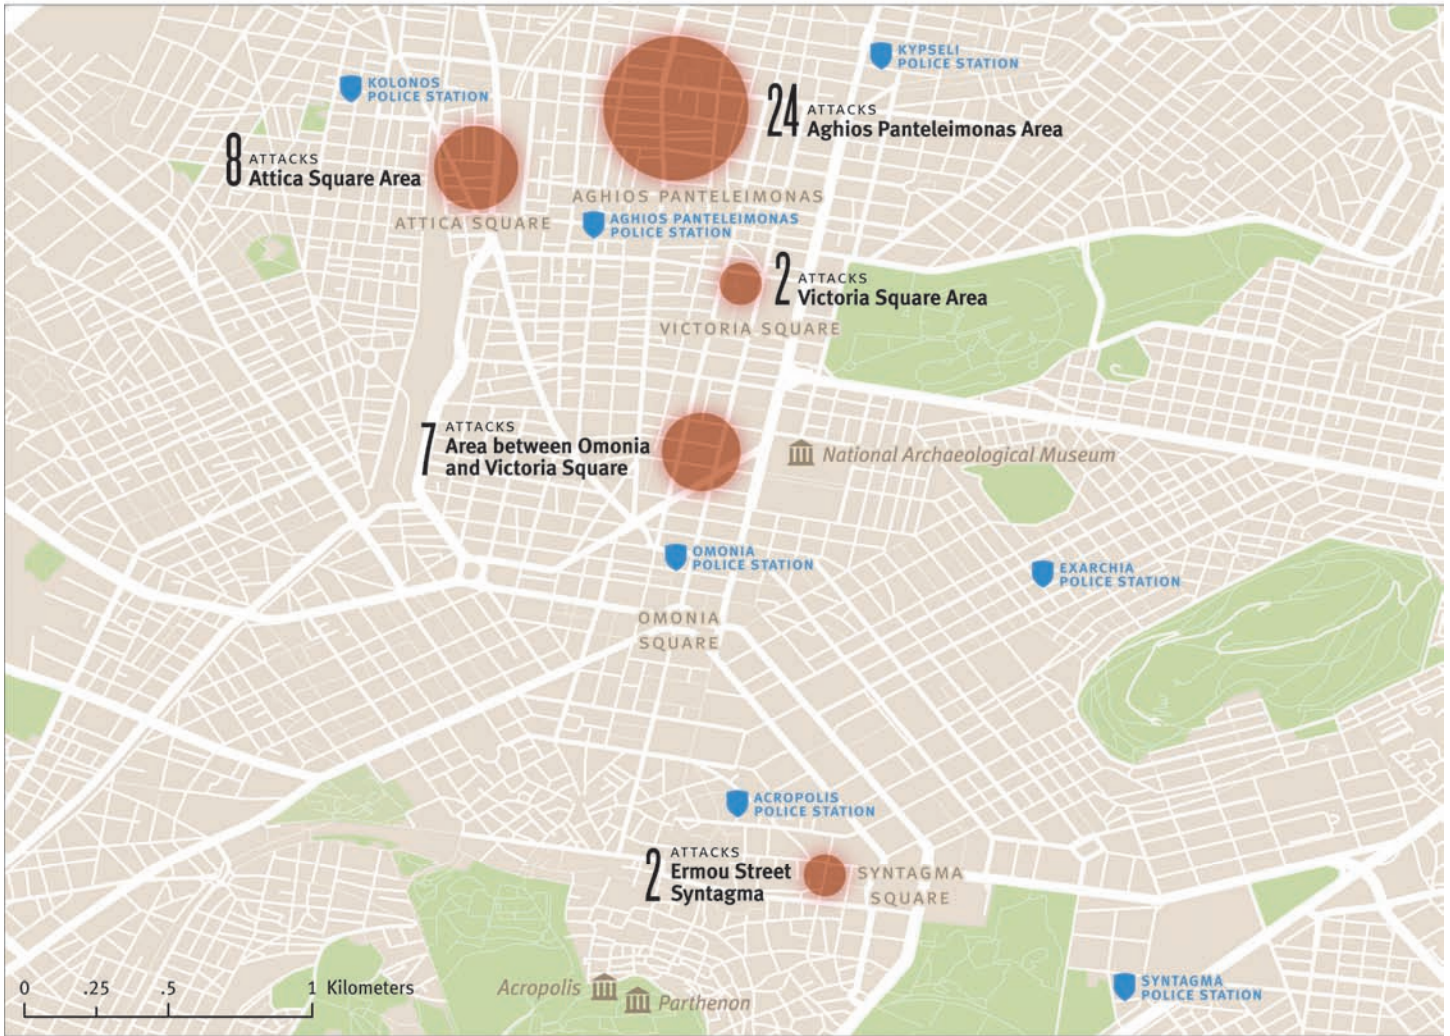 KYPSELI
POLICE STATION
KOLONOS
POLICE STATION
24 ATTACKS
Aghios Panteleimonas Area
8 ATTACKS
Attica Square Area
AGHIOS PANTELEIMONAS
ATTICA SQUARE
AGHIOS PANTELEIMONAS
POLICE STATION
2 ATTACKS
Victoria Square Area
VICTORIA SQUARE
7 ATTACKS
Area between Omonia
and Victoria Square
National Archaeological Museum
OMONIA
POLICE STATION
EXARCHIA
POLICE STATION
OMONIA
SQUARE
ACROPOLIS
POLICE STATION
2 ATTACKS
Ermou Street
Syntagma
SYNTAGMA
SQUARE
SYNTAGMA
POLICE STATION
Acropolis
Parthenon
0 .25 .5 1 Kilometers